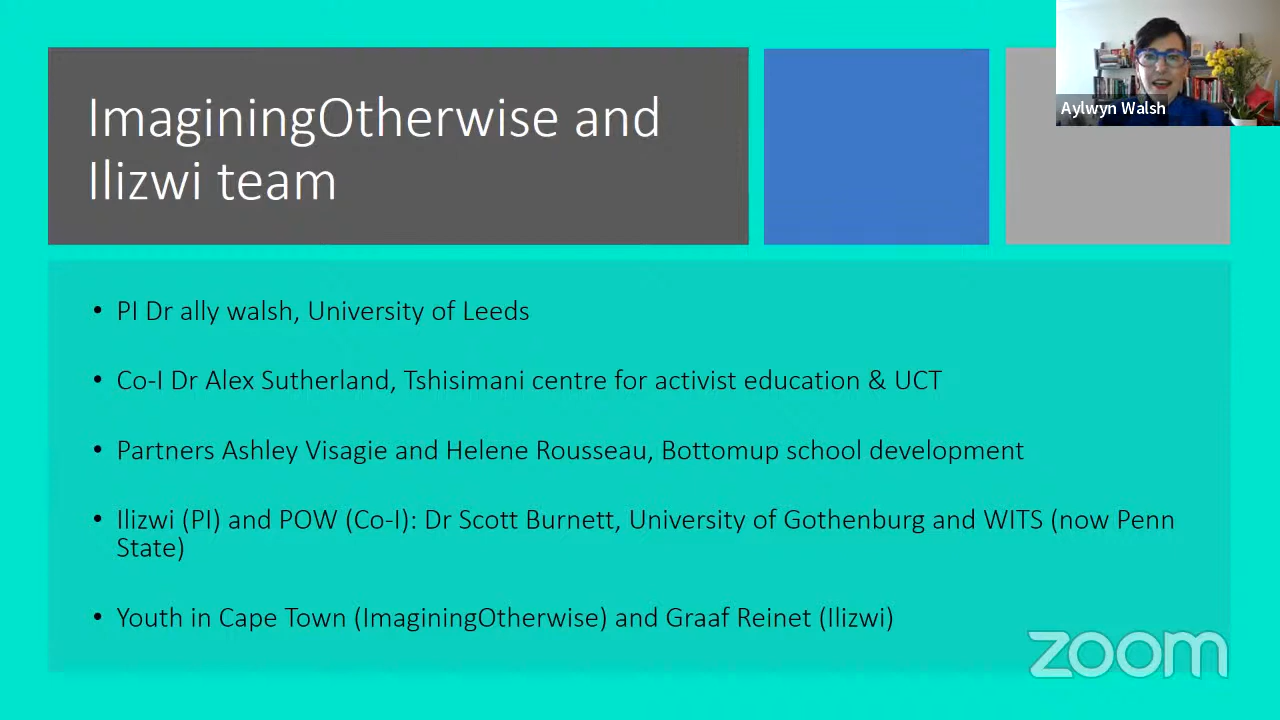 ImaginingOtherwise and
Ilizwi team
Aylwyn Walsh
• PI Dr ally walsh, University of Leeds
• Co-I Dr Alex Sutherland, Tshisimani centre for activist education & UCT
• Partners Ashley Visagie and Helene Rousseau, Bottomup school development
• Ilizwi (PI) and POW (Co-I): Dr Scott Burnett, University of Gothenburg and WITS (now Penn
State)
• Youth in Cape Town (ImaginingOtherwise) and Graaf Reinet (Ilizwi)
zoom